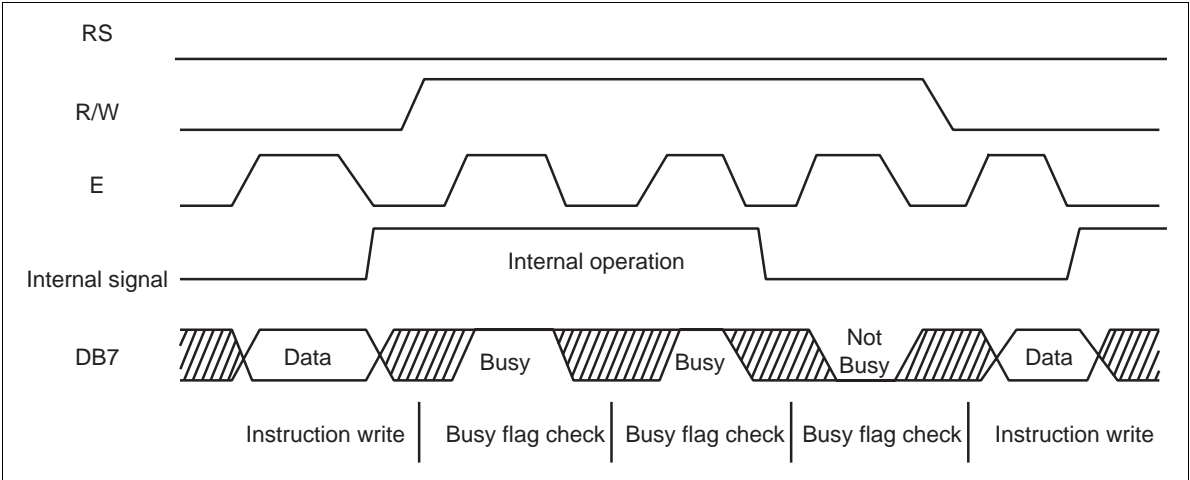 RS
R/W
E
Internal operation
Internal signal
DB7
Data
Busy
Busy
Not
Busy
Data
Instruction write
Busy flag check
Busy flag check
Busy flag check
Instruction write